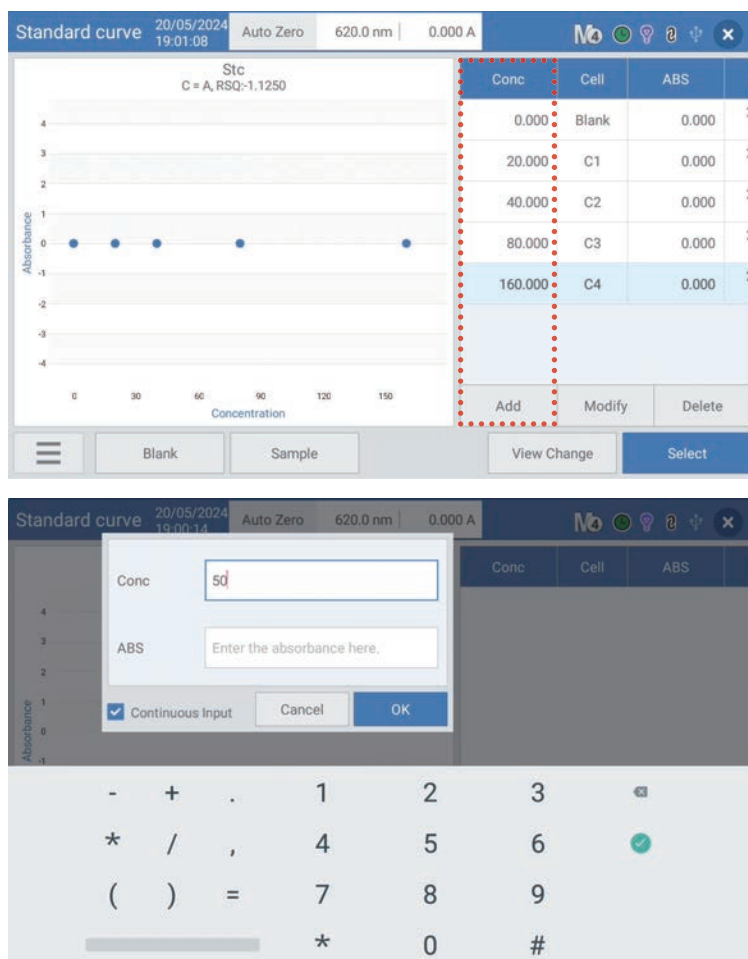 Standard curve 20/05/2024 19:01:08 Auto Zero 620.0 nm 0.000 A
Stc
C = A, RSQ:-1.1250
4
3
2
1
0
-1
-2
-3
-4
Absorbance
0 30 60 90 120 150
Concentration
Conc Cell ABS
0.000 Blank 0.000
20.000 C1 0.000
40.000 C2 0.000
80.000 C3 0.000
160.000 C4 0.000
Add Modify Delete
Blank Sample View Change Select
Standard curve 20/05/2024 19:00:14 Auto Zero 620.0 nm 0.000 A
Conc Cell ABS
4
3
2
1
0
-1
Absorbance
Conc 50
ABS Enter the absorbance here.
Continuous Input Cancel OK
- + . 1 2 3
* / , 4 5 6
( ) = 7 8 9
* 0 #